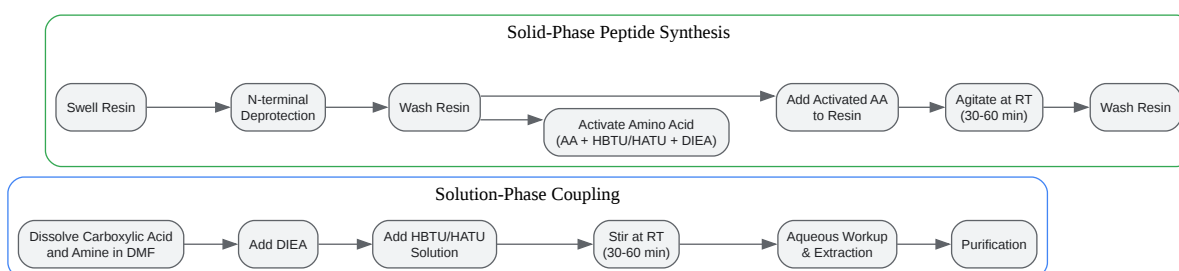 Solid-Phase Peptide Synthesis
Swell Resin
N-terminal
Deprotection
Wash Resin
Activate Amino Acid
(AA + HBTU/HATU + DIEA)
Add Activated AA
to Resin
Agitate at RT
(30-60 min)
Wash Resin
Solution-Phase Coupling
Dissolve Carboxylic Acid
and Amine in DMF
Add DIEA
Add HBTU/HATU
Solution
Stir at RT
(30-60 min)
Aqueous Workup
& Extraction
Purification